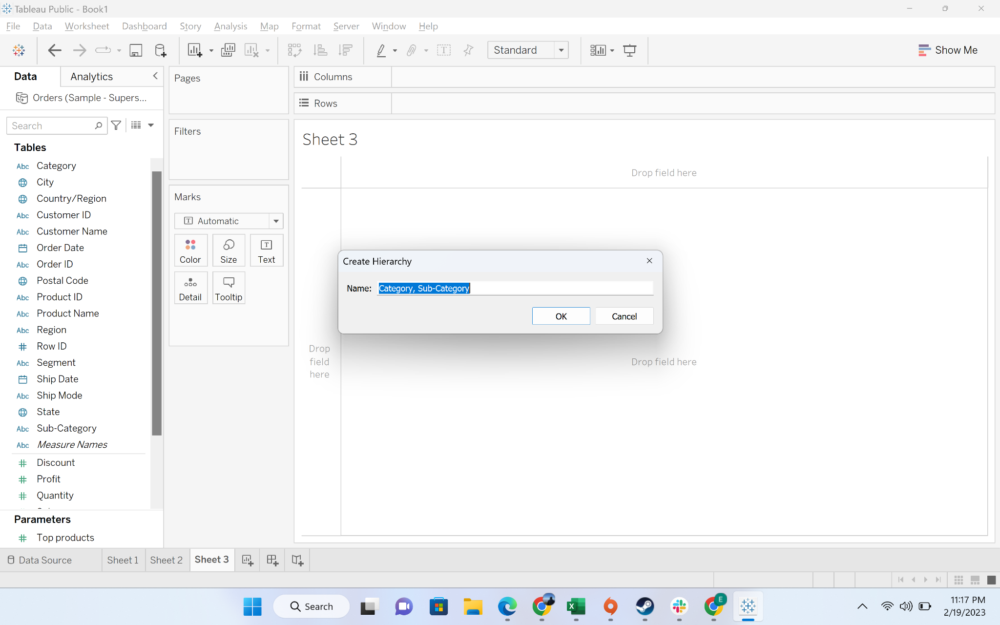 Tableau Public - Book1
File Data Worksheet Dashboard Story Analysis Map Format Server Window Help
Standard
Show Me
Data
Analytics
Orders (Sample - Supers...
Search
Tables
Abc Category
City
Country/Region
Abc Customer ID
Abc Customer Name
Order Date
Abc Order ID
Postal Code
Abc Product ID
Abc Product Name
Abc Region
# Row ID
Abc Segment
Ship Date
Abc Ship Mode
State
Abc Sub-Category
Abc Measure Names
# Discount
# Profit
# Quantity
Parameters
# Top products
Pages
Filters
Marks
T Automatic
Color
Size
T Text
Detail
Tooltip
Columns
Rows
Sheet 3
Drop field here
Drop
field
here
Drop field here
Create Hierarchy
Name: Category, Sub-Category
OK
Cancel
Data Source
Sheet 1
Sheet 2
Sheet 3
Search
E
11:17 PM
2/19/2023